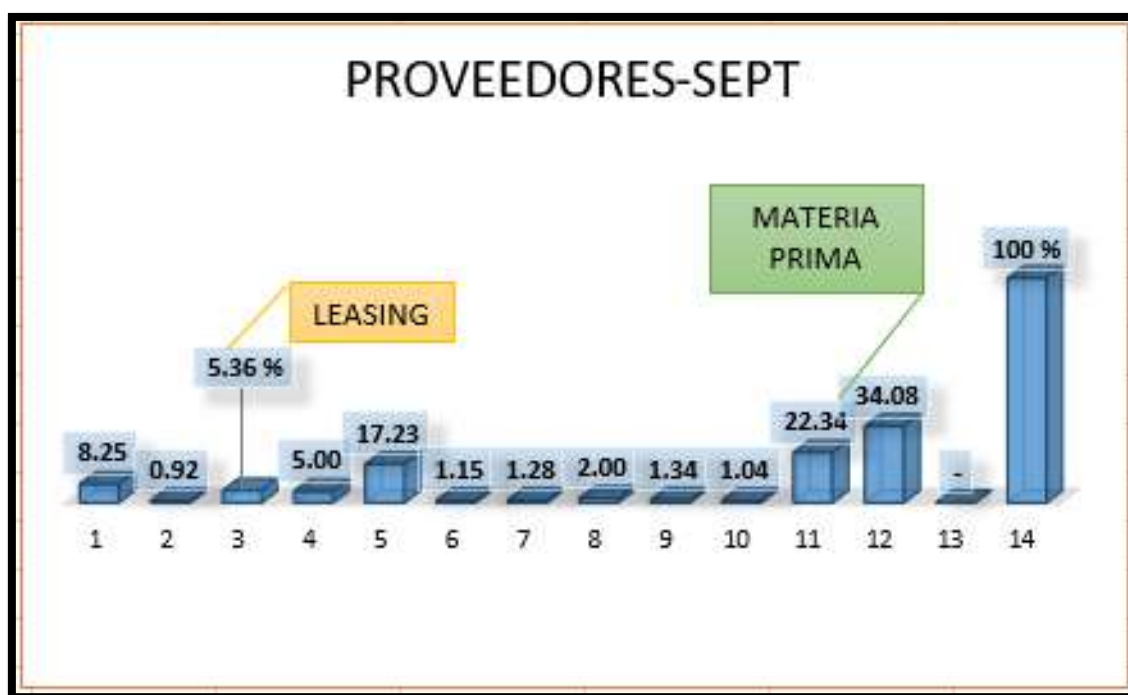 PROVEEDORES-SEPT
MATERIA
PRIMA
100 %
LEASING
5.36 %
34.08
22.34
17.23
8.25
0.92
5.00
1.15
1.28
2.00
1.34
1.04
-
1 2 3 4 5 6 7 8 9 10 11 12 13 14